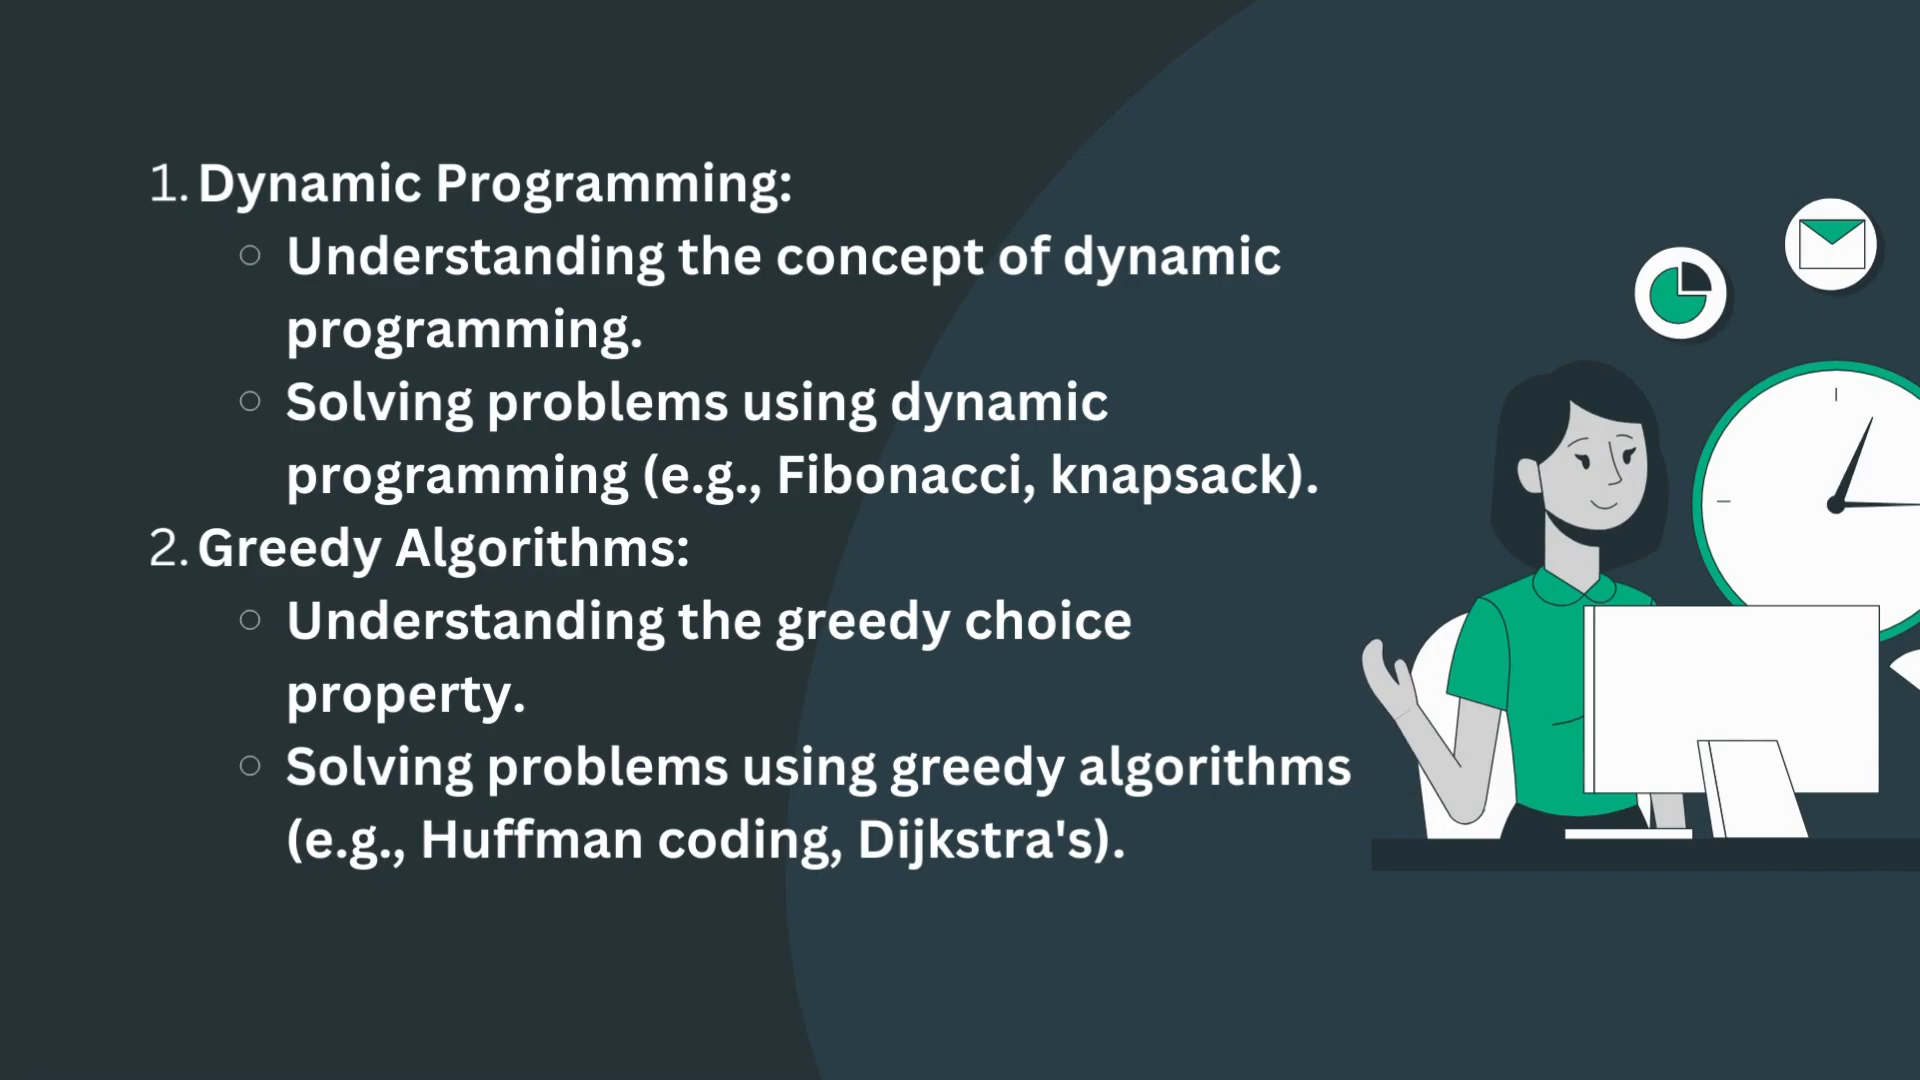 1. Dynamic Programming:
○ Understanding the concept of dynamic
programming.
○ Solving problems using dynamic
programming (e.g., Fibonacci, knapsack).
2. Greedy Algorithms:
○ Understanding the greedy choice
property.
○ Solving problems using greedy algorithms
(e.g., Huffman coding, Dijkstra's).